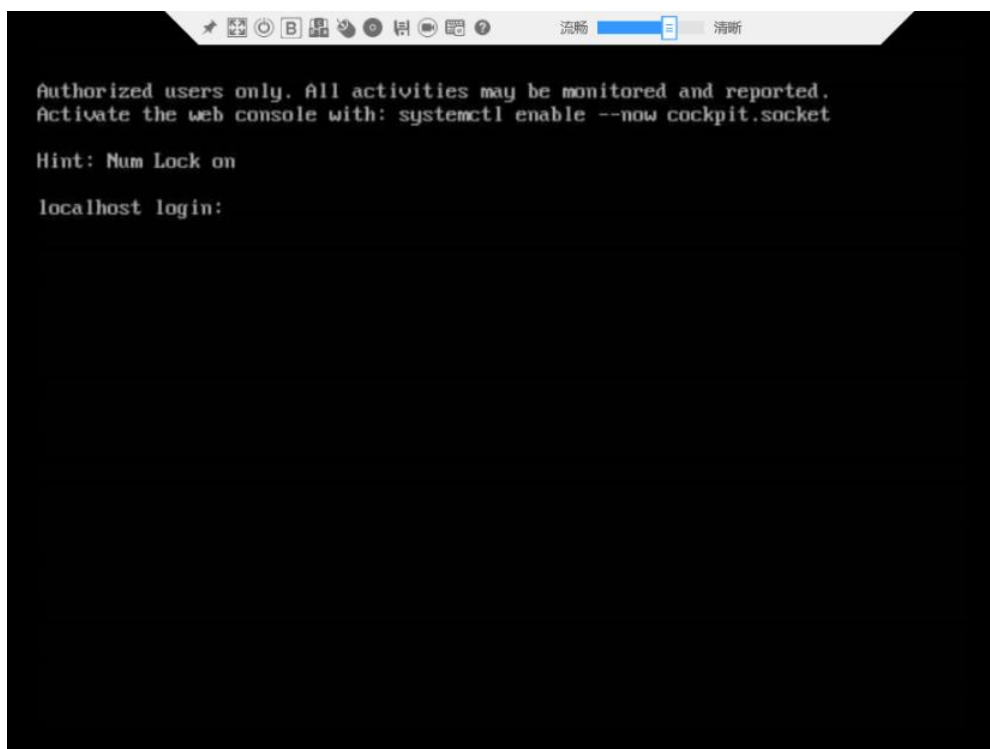 B
流畅 清晰
Authorized users only. All activities may be monitored and reported.
Activate the web console with: systemctl enable --now cockpit.socket
Hint: Num Lock on
localhost login: